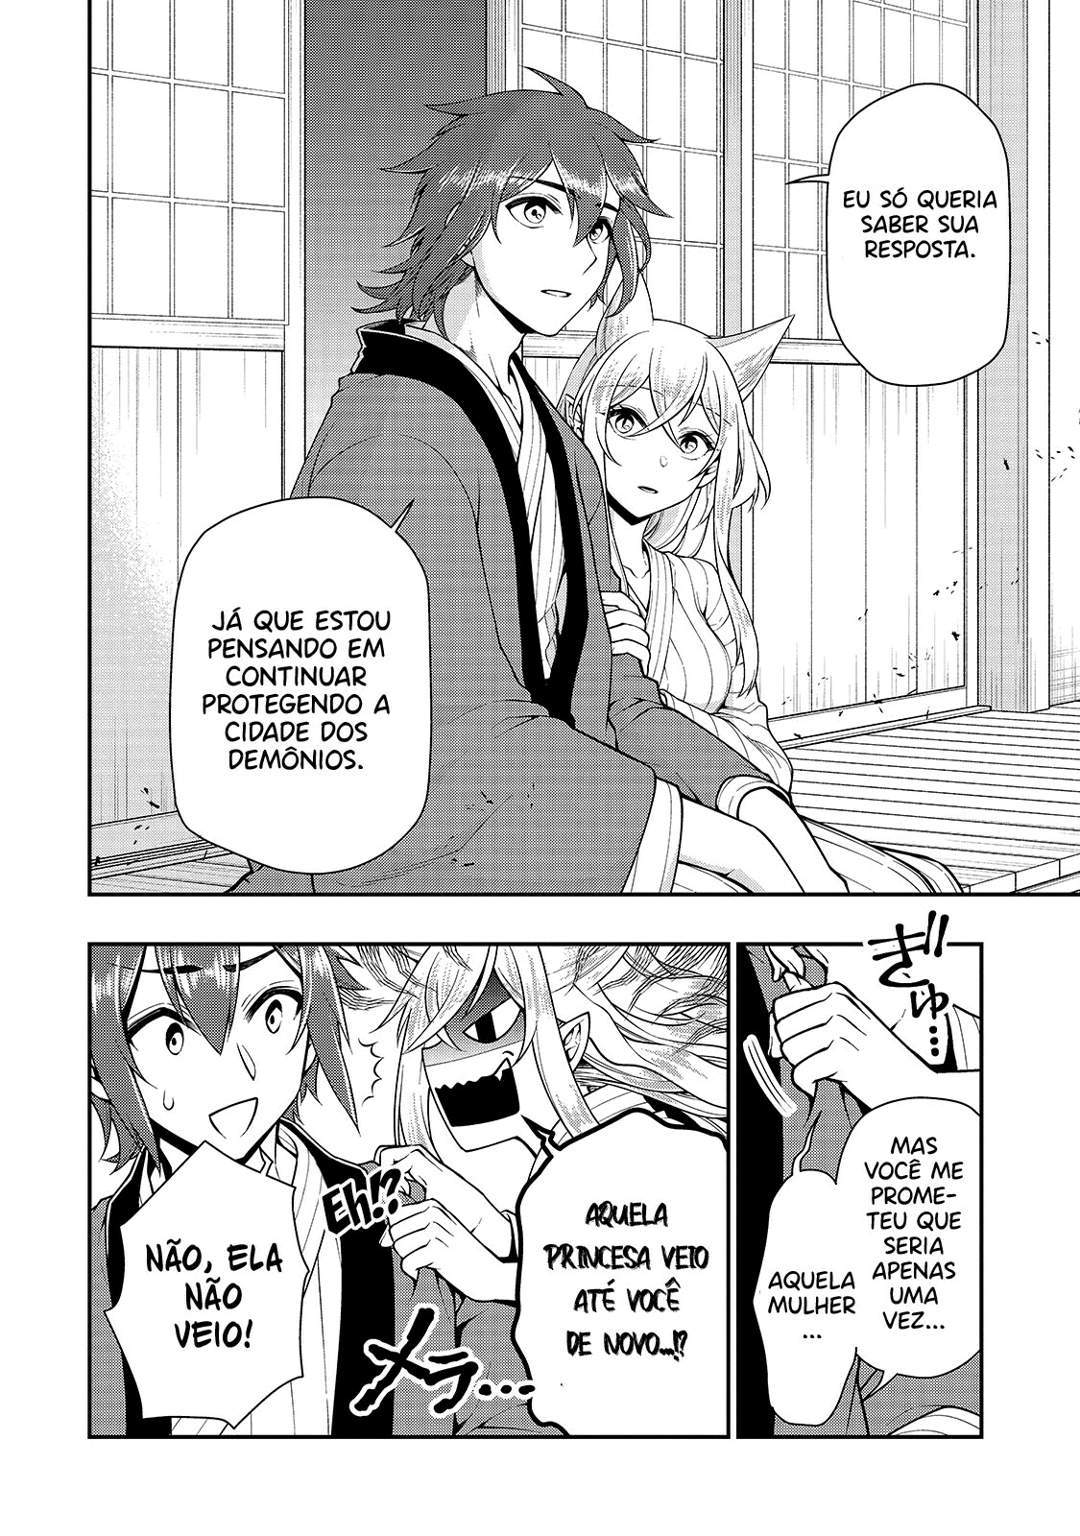 EU SÓ QUERIA
SABER SUA
RESPOSTA.
JÁ QUE ESTOU
PENSANDO EM
CONTINUAR
PROTEGENDO A
CIDADE DOS
DEMÔNIOS.
ぎゅ…
MAS
VOCÊ ME
PROME-
TEU QUE
SERIA
APENAS
UMA
VEZ...
AQUELA
MULHER
...
AQUELA
PRINCESA VEIO
ATÉ VOCÊ
DE NOVO...!?
メラ…
Eh!?
NÃO, ELA
NÃO
VEIO!